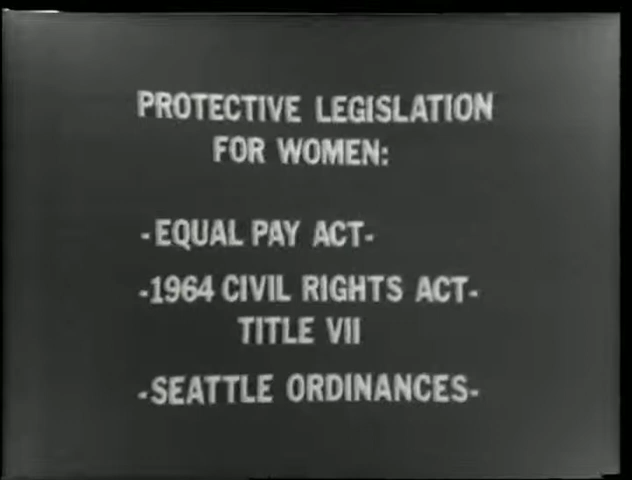 PROTECTIVE LEGISLATION
FOR WOMEN:
-EQUAL PAY ACT-
-1964 CIVIL RIGHTS ACT-
TITLE VII
-SEATTLE ORDINANCES-